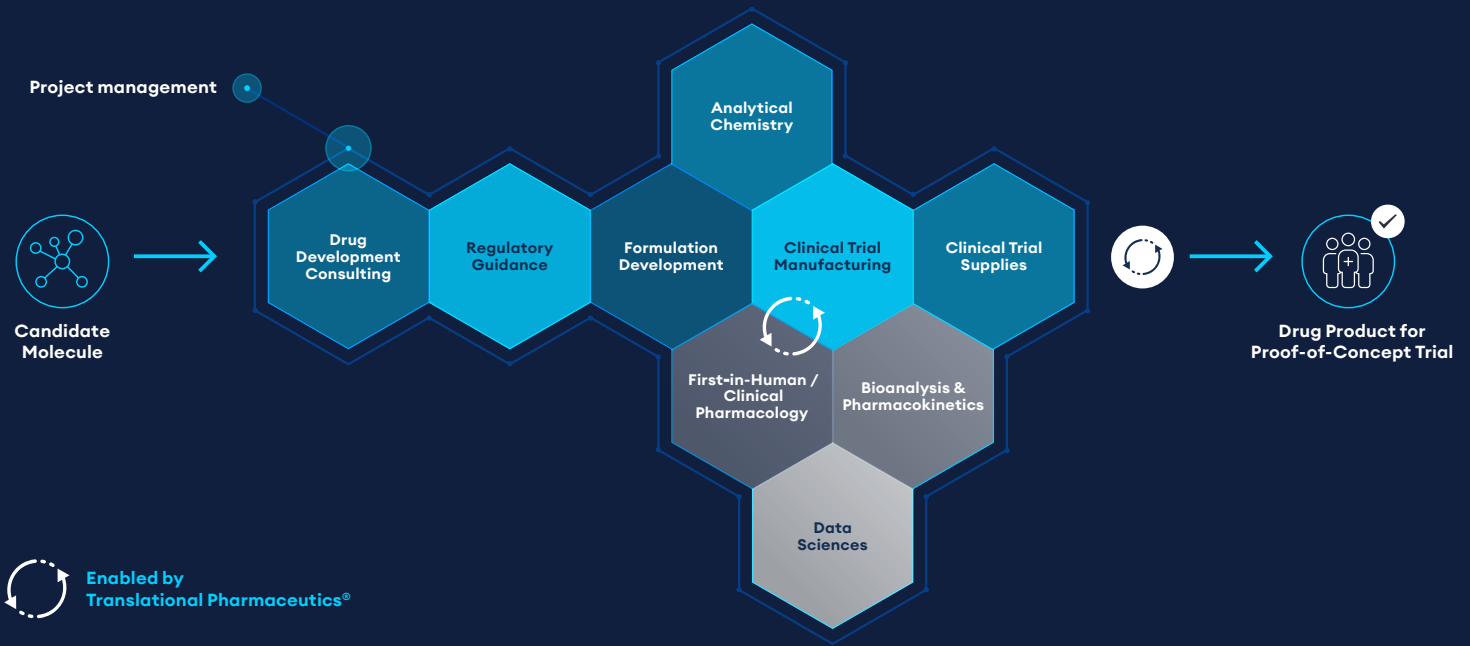 Project management
Analytical
Chemistry
Drug
Development
Consulting
Regulatory
Guidance
Formulation
Development
Clinical Trial
Manufacturing
Clinical Trial
Supplies
Candidate
Molecule
Drug Product for
Proof-of-Concept Trial
First-in-Human /
Clinical
Pharmacology
Bioanalysis &
Pharmacokinetics
Data
Sciences
Enabled by
Translational Pharmaceutics®